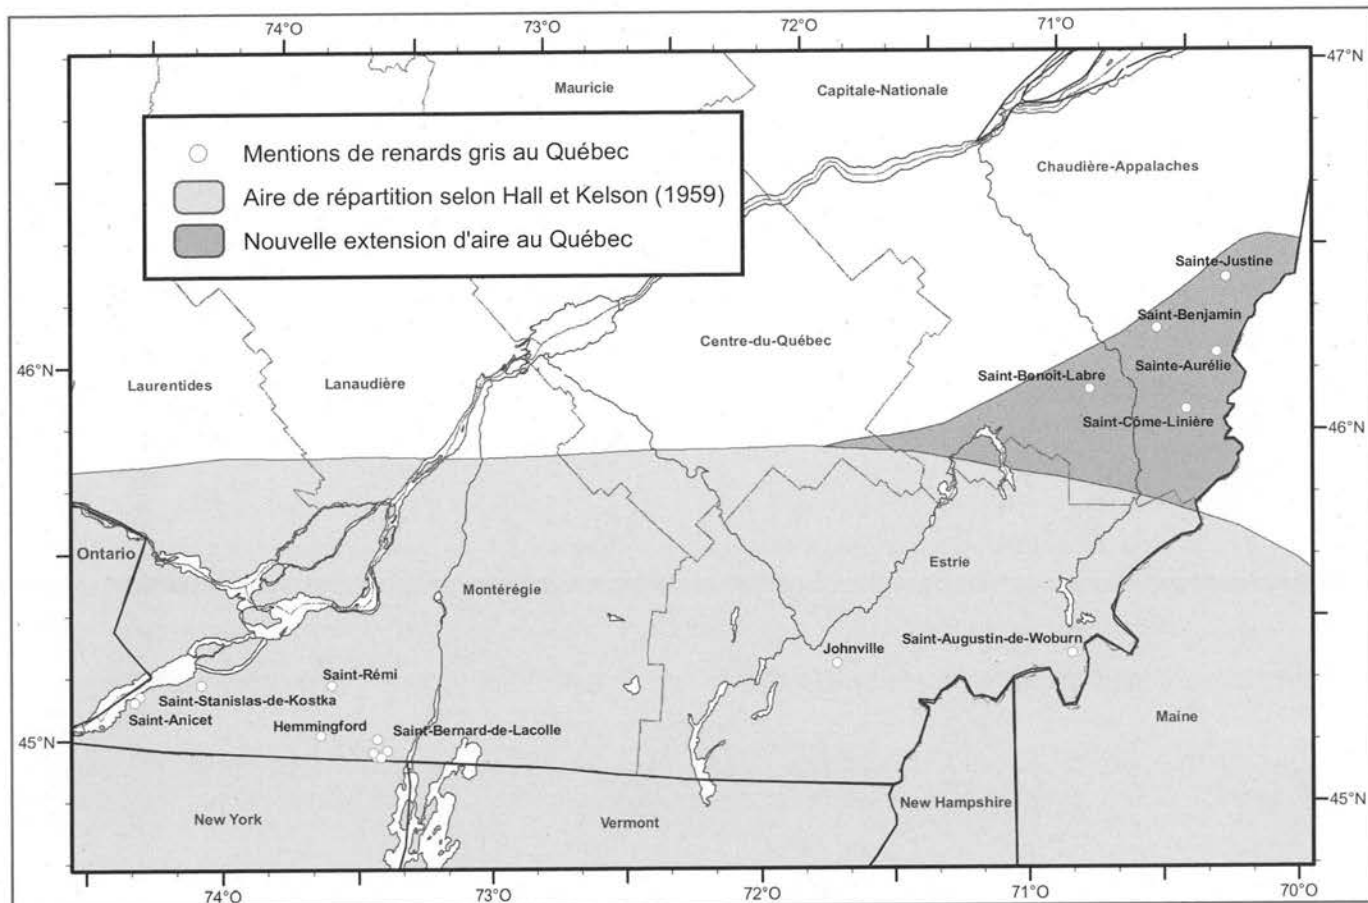 74°O
73°O
72°O
71°O
47°N
Mauricie
Capitale-Nationale
Mentions de renards gris au Québec
Aire de répartition selon Hall et Kelson (1959)
Nouvelle extension d'aire au Québec
Chaudière-Appalaches
Sainte-Justine
Saint-Benjamin
Centre-du-Québec
46°N
Laurentides
Lanaudière
Saint-Benoît-Labre
Sainte-Aurélie
Saint-Côme-Linière
46°N
Ontario
Montérégie
Estrie
Saint-Augustin-de-Woburn
Johnville
Saint-Rémi
Saint-Stanislas-de-Kostka
Saint-Anicet
Hemmingford
Saint-Bernard-de-Lacolle
Maine
45°N
45°N
New York
Vermont
New Hampshire
74°O
73°O
72°O
71°O
70°O